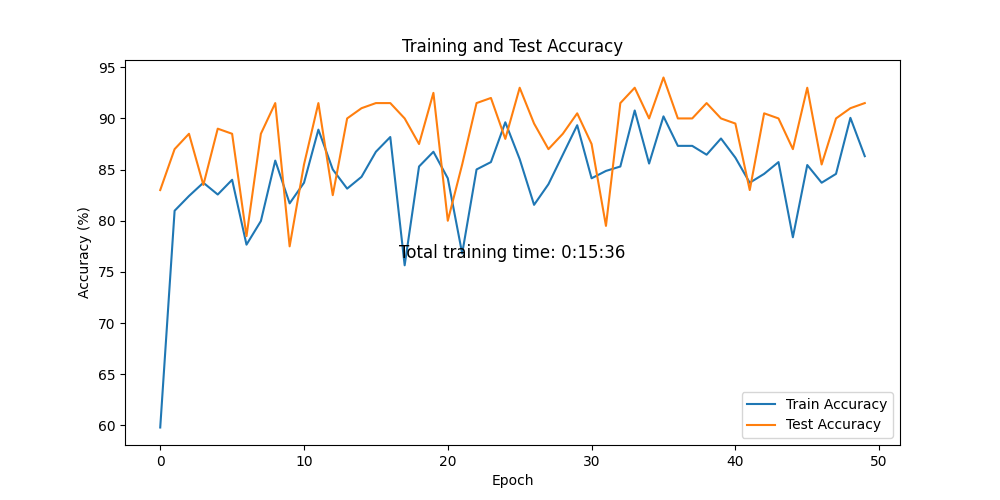 Training and Test Accuracy
Accuracy (%)
95
90
85
80
75
70
65
60
Total training time: 0:15:36
Train Accuracy
Test Accuracy
0
10
20
30
40
50
Epoch